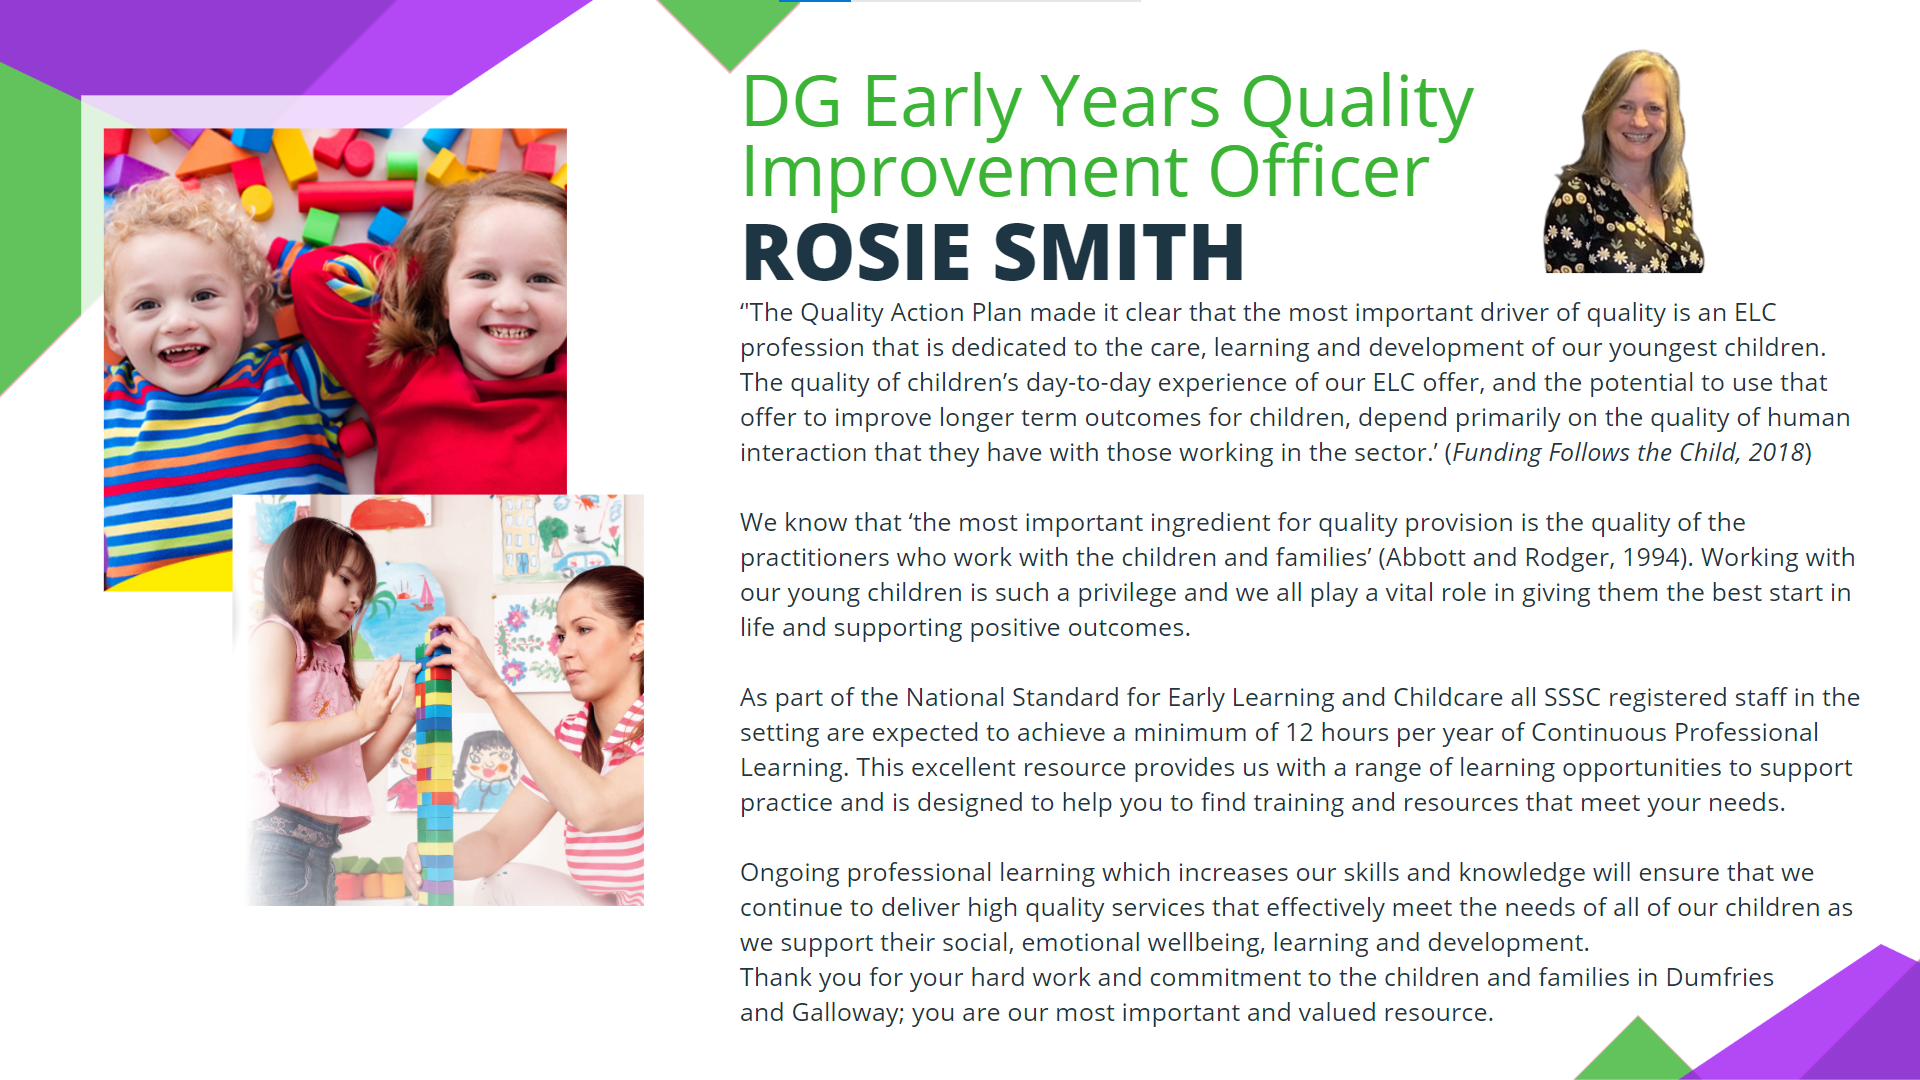 DG Early Years Quality
Improvement Officer
ROSIE SMITH
‘'The Quality Action Plan made it clear that the most important driver of quality is an ELC
profession that is dedicated to the care, learning and development of our youngest children.
The quality of children’s day-to-day experience of our ELC offer, and the potential to use that
offer to improve longer term outcomes for children, depend primarily on the quality of human
interaction that they have with those working in the sector.’ (Funding Follows the Child, 2018)
We know that ‘the most important ingredient for quality provision is the quality of the
practitioners who work with the children and families’ (Abbott and Rodger, 1994). Working with
our young children is such a privilege and we all play a vital role in giving them the best start in
life and supporting positive outcomes.
As part of the National Standard for Early Learning and Childcare all SSSC registered staff in the
setting are expected to achieve a minimum of 12 hours per year of Continuous Professional
Learning. This excellent resource provides us with a range of learning opportunities to support
practice and is designed to help you to find training and resources that meet your needs.
Ongoing professional learning which increases our skills and knowledge will ensure that we
continue to deliver high quality services that effectively meet the needs of all of our children as
we support their social, emotional wellbeing, learning and development.
Thank you for your hard work and commitment to the children and families in Dumfries
and Galloway; you are our most important and valued resource.